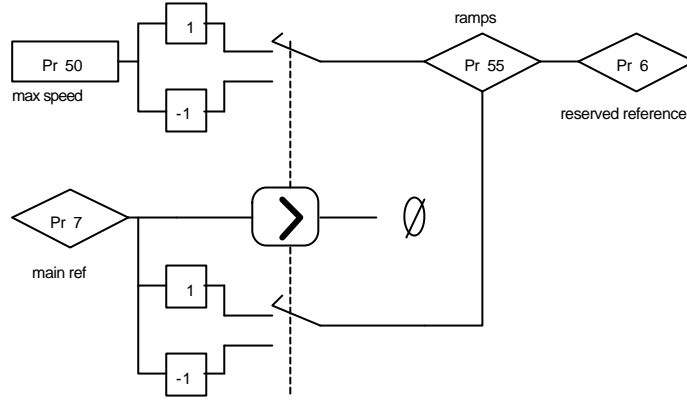 ramps
1
Pr 50
Pr 55
Pr 6
max speed
-1
reserved reference
Pr 7
>
Ø
main ref
1
-1